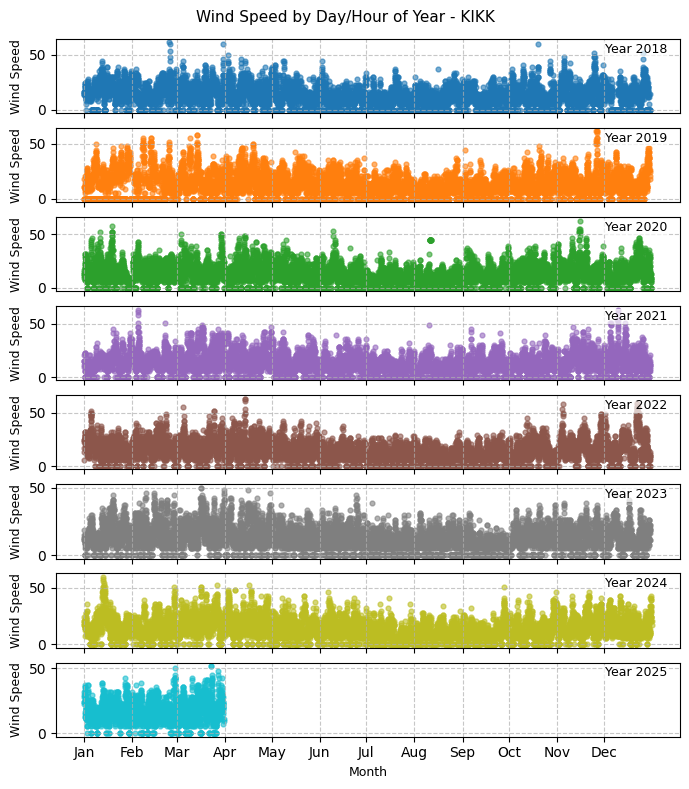 Wind Speed by Day/Hour of Year - KIKK
Wind Speed
50
0
Year 2018
Wind Speed
50
0
Year 2019
Wind Speed
50
0
Year 2020
Wind Speed
50
0
Year 2021
Wind Speed
50
0
Year 2022
Wind Speed
50
0
Year 2023
Wind Speed
50
0
Year 2024
Wind Speed
50
0
Year 2025
Jan Feb Mar Apr May Jun Jul Aug Sep Oct Nov Dec
Month